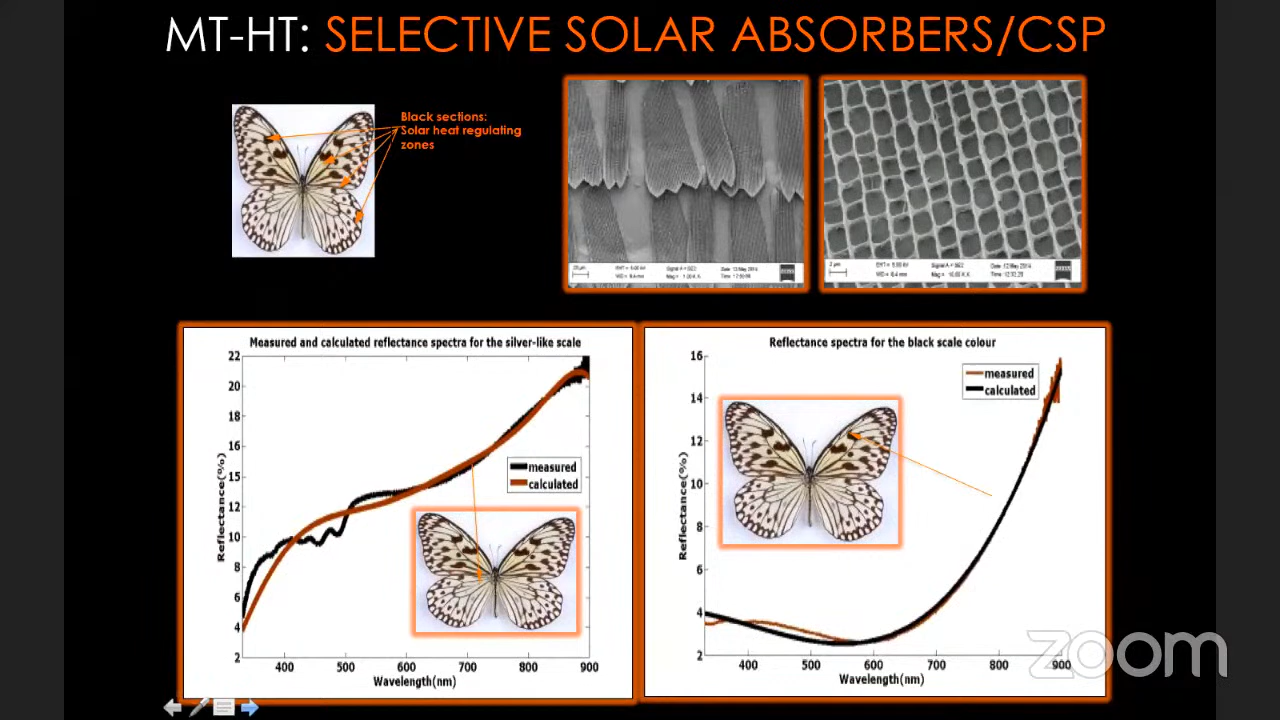 MT-HT: SELECTIVE SOLAR ABSORBERS/CSP
Black sections:
Solar heat regulating
zones
Measured and calculated reflectance spectra for the silver-like scale
22
20
18
16
15
12
10
8
6
4
2
Reflectance(%)
measured
calculated
400 500 600 700 800 900
Wavelength(nm)
Reflectance spectra for the black scale colour
16
14
12
10
8
6
4
2
Reflectance(%)
measured
calculated
400 500 600 700 800 900
Wavelength(nm)
zoom